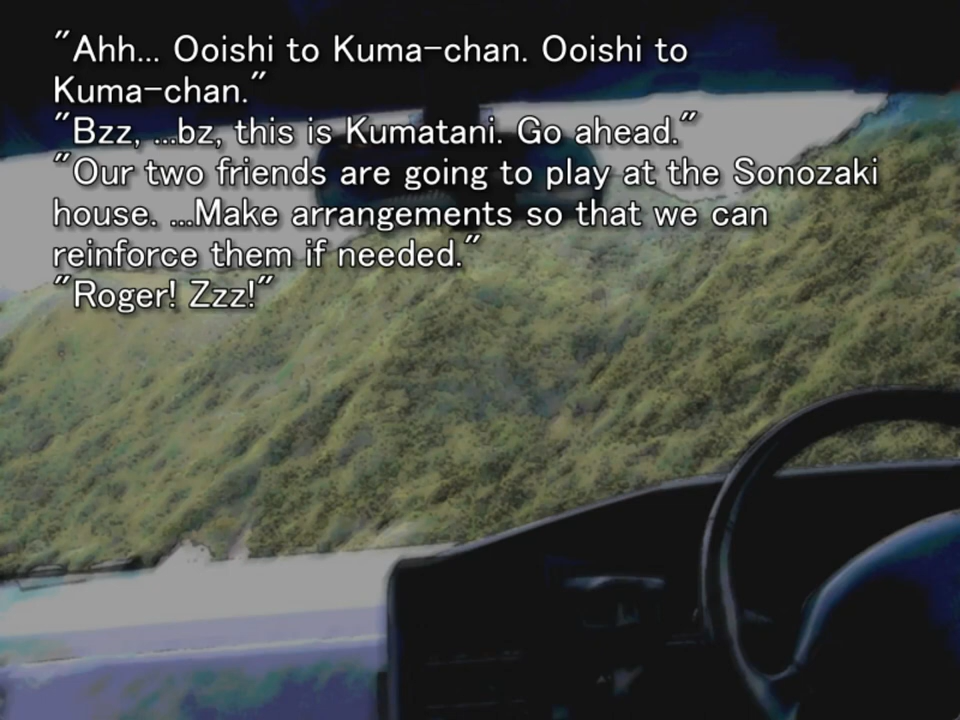 "Ahh... Ooishi to Kuma-chan. Ooishi to
Kuma-chan."
"Bzz, ...bz, this is Kumatani. Go ahead."
"Our two friends are going to play at the Sonozaki
house. ...Make arrangements so that we can
reinforce them if needed."
"Roger! Zzz!"